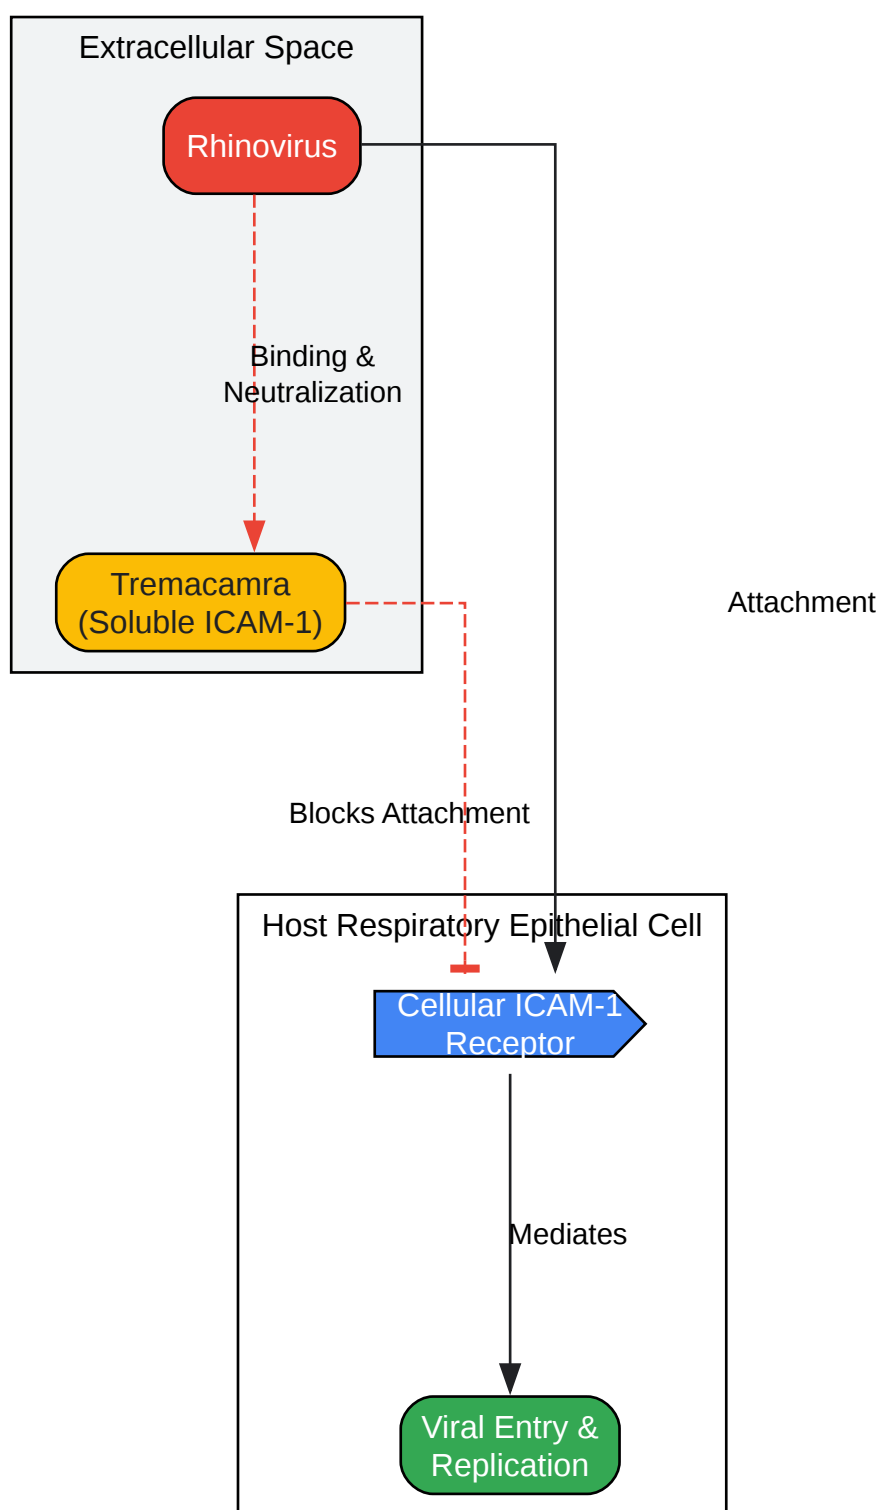 Extracellular Space
Rhinovirus
Binding &
Neutralization
Tremacamra
(Soluble ICAM-1)
Attachment
Blocks Attachment
Host Respiratory Epithelial Cell
Cellular ICAM-1
Receptor
Mediates
Viral Entry &
Replication